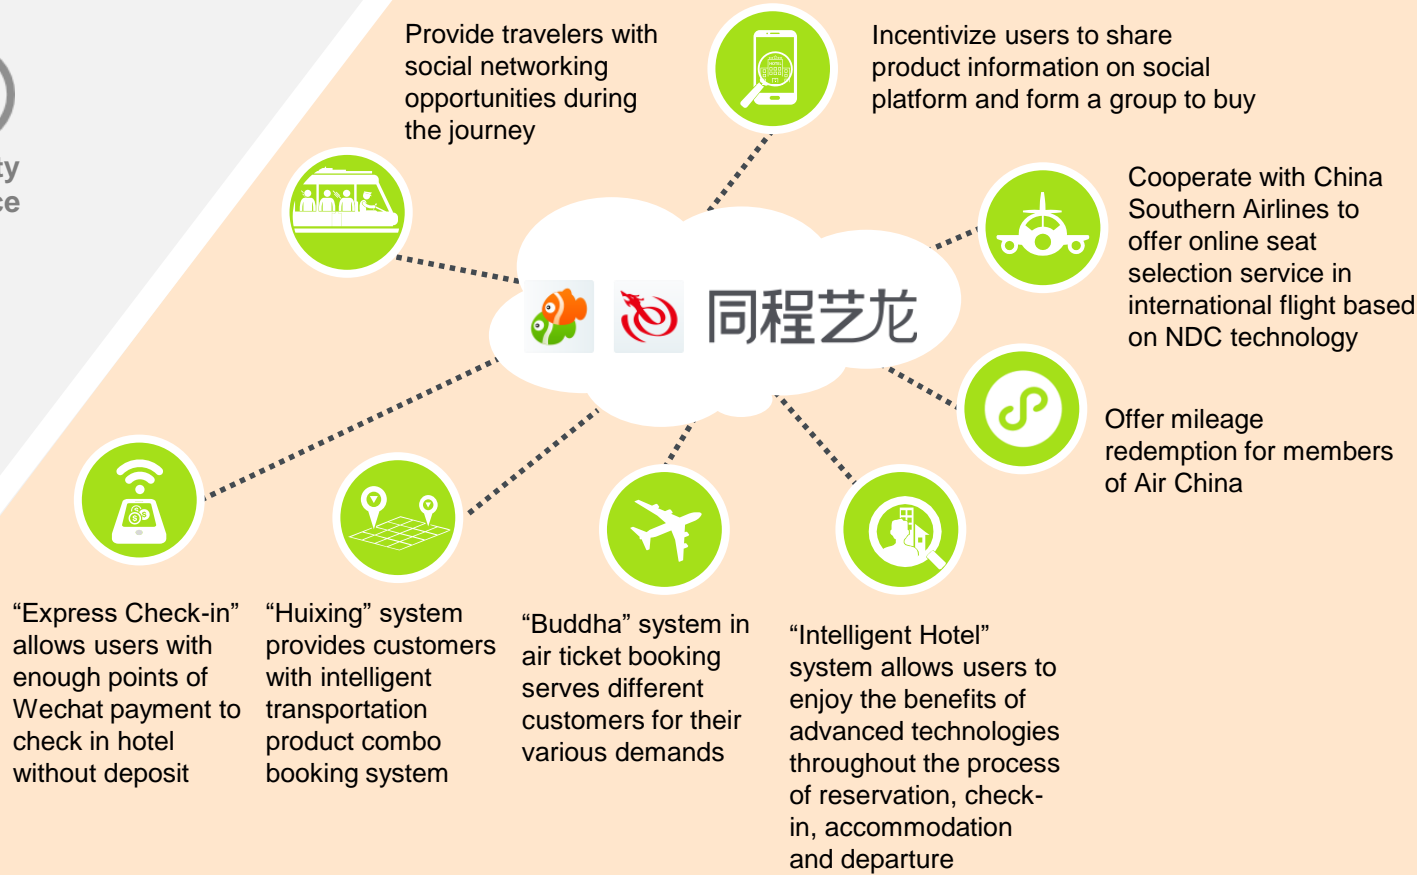 Provide travelers with
social networking
opportunities during
the journey
Incentivize users to share
product information on social
platform and form a group to buy
Cooperate with China
Southern Airlines to
offer online seat
selection service in
international flight based
on NDC technology
同程艺龙
Offer mileage
redemption for members
of Air China
“Express Check-in”
allows users with
enough points of
Wechat payment to
check in hotel
without deposit
“Huixing” system
provides customers
with intelligent
transportation
product combo
booking system
“Buddha” system in
air ticket booking
serves different
customers for their
various demands
“Intelligent Hotel”
system allows users to
enjoy the benefits of
advanced technologies
throughout the process
of reservation, check-
in, accommodation
and departure